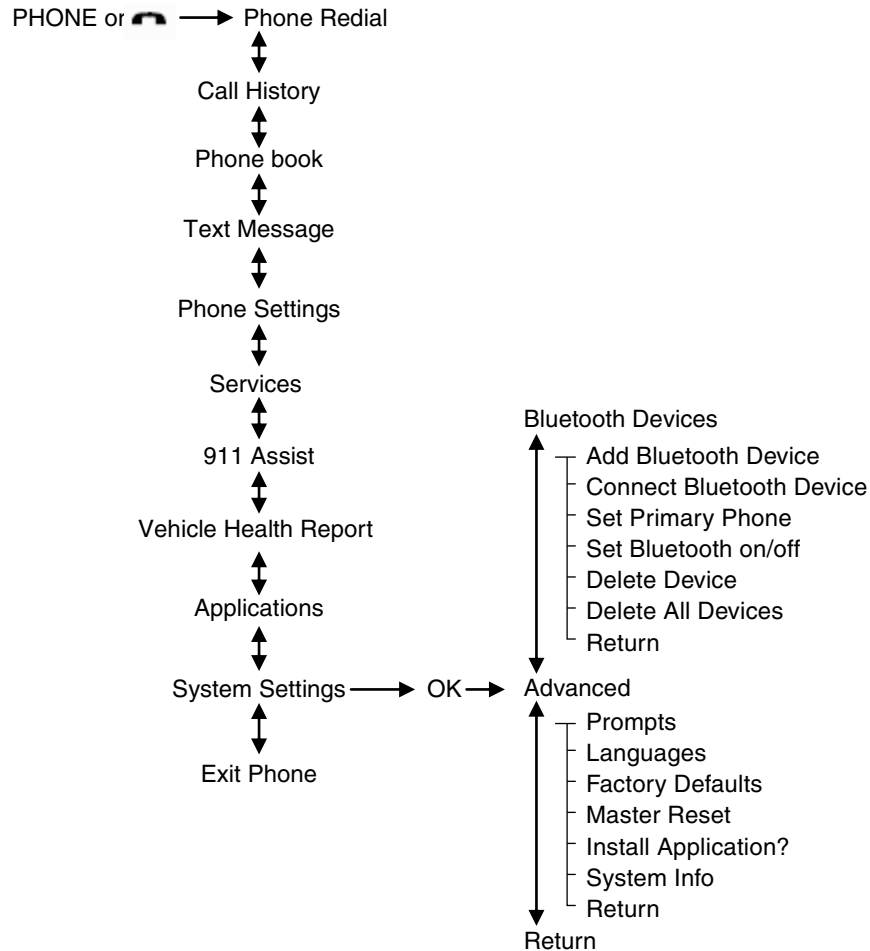 PHONE or → Phone Redial
Call History
Phone book
Text Message
Phone Settings
Services
911 Assist
Vehicle Health Report
Applications
System Settings → OK → Advanced
Exit Phone
Bluetooth Devices
Add Bluetooth Device
Connect Bluetooth Device
Set Primary Phone
Set Bluetooth on/off
Delete Device
Delete All Devices
Return
Prompts
Languages
Factory Defaults
Master Reset
Install Application?
System Info
Return
Return